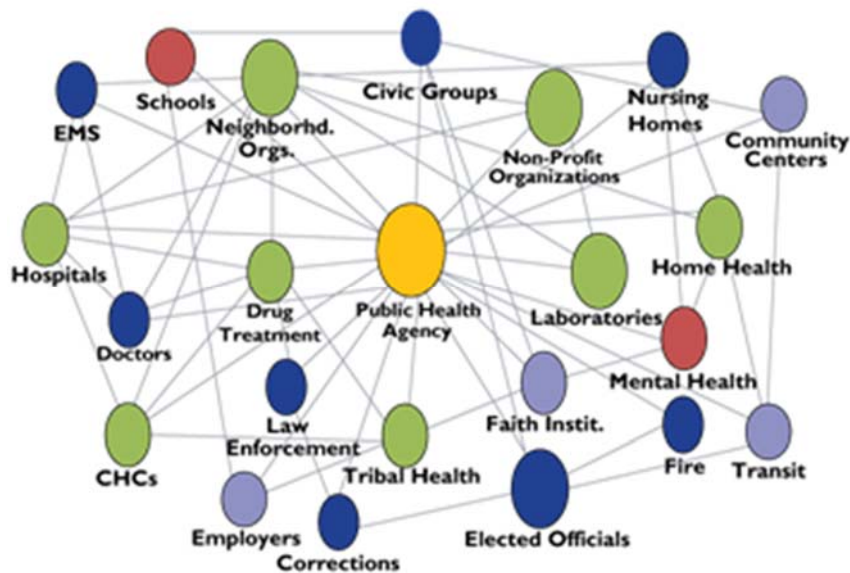 Schools
Civic Groups
EMS
Neighborhd.
Orgs.
Nursing
Homes
Community
Centers
Non-Profit
Organizations
Hospitals
Home Health
Drug
Treatment
Public Health
Agency
Laboratories
Doctors
Mental Health
Law
Enforcement
Faith Instit.
Tribal Health
Fire
Transit
CHCs
Employers
Elected Officials
Corrections